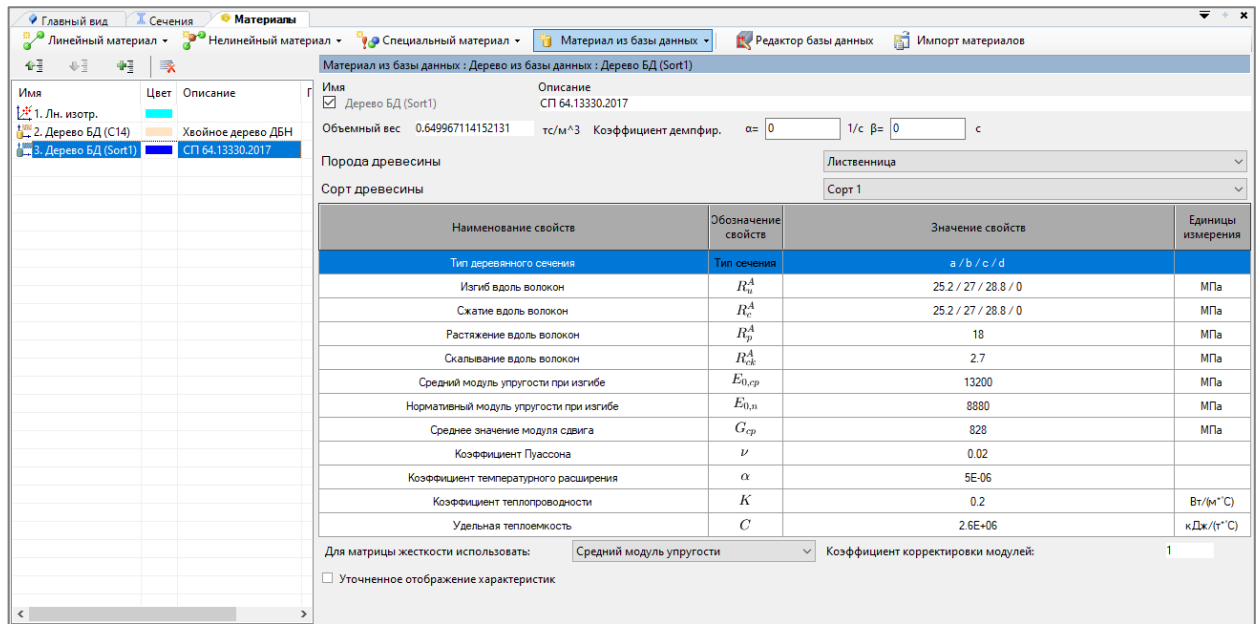 Главный вид Сечения Материалы
Линейный материал Нелинейный материал Специальный материал Материал из базы данных Редактор базы данных Импорт материалов
Материал из базы данных : Дерево из базы данных : Дерево БД (Sort1)
Имя Цвет Описание
1. Лн. изотр.
2. Дерево БД (C14) Хвойное дерево ДБН
3. Дерево БД (Sort1) СП 64.13330.2017
Имя Описание
Дерево БД (Sort1) СП 64.13330.2017
Объемный вес 0.649967114152131 тс/м^3 Коэффициент демпфир. α= 0 1/с β= 0 с
Порода древесины Лиственница
Сорт древесины Сорт 1
Наименование свойств Обозначение свойств Значение свойств Единицы измерения
Тип деревянного сечения Тип сечения a / b / c / d
Изгиб вдоль волокон R_u^A 25.2 / 27 / 28.8 / 0 МПа
Сжатие вдоль волокон R_c^A 25.2 / 27 / 28.8 / 0 МПа
Растяжение вдоль волокон R_p^A 18 МПа
Скалывание вдоль волокон R_ck^A 2.7 МПа
Средний модуль упругости при изгибе E_0,cp 13200 МПа
Нормативный модуль упругости при изгибе E_0,n 8880 МПа
Среднее значение модуля сдвига G_cp 828 МПа
Коэффициент Пуассона ν 0.02
Коэффициент температурного расширения α 5E-06
Коэффициент теплопроводности K 0.2 Вт/(м*°С)
Удельная теплоемкость C 2.6E+06 кДж/(т*°С)
Для матрицы жесткости использовать: Средний модуль упругости Коэффициент корректировки модулей: 1
Уточненное отображение характеристик